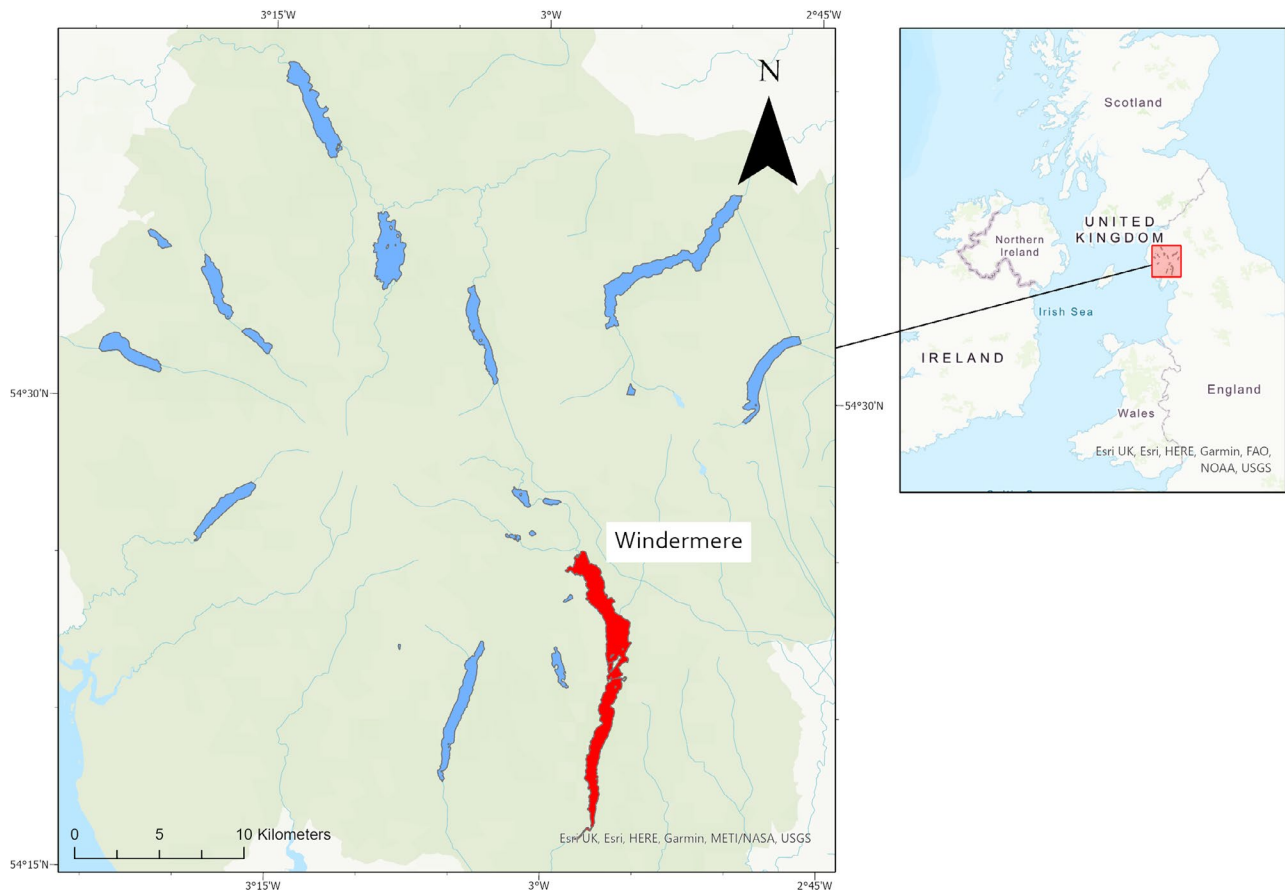 3°15'W
3°W
2°45'W
N
Scotland
UNITED
KINGDOM
Northern
Ireland
Irish Sea
IRELAND
England
Wales
Esri UK, Esri, HERE, Garmin, FAO,
NOAA, USGS
54°30'N
54°30'N
Windermere
0
5
10 Kilometers
Esri UK, Esri, HERE, Garmin, METI/NASA, USGS
54°15'N
3°15'W
3°W
2°45'W